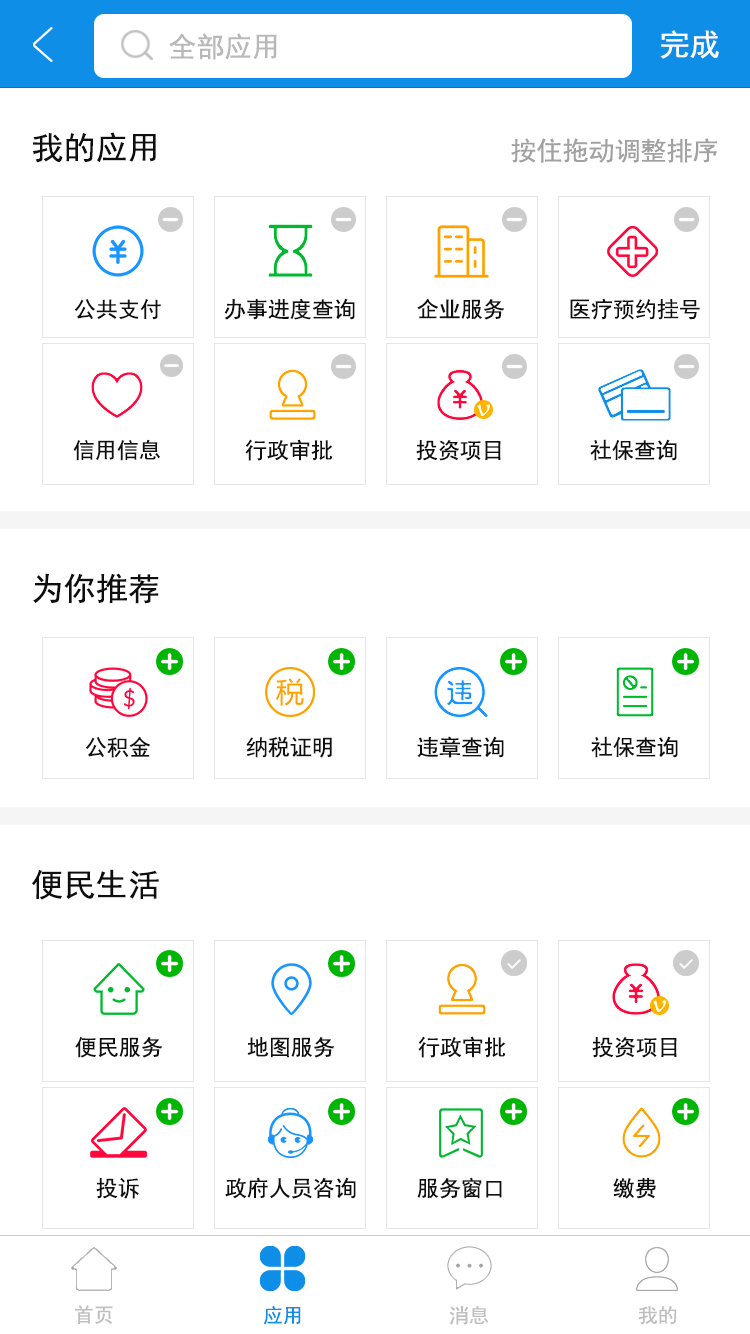 全部应用 完成
我的应用 按住拖动调整排序
公共支付 办事进度查询 企业服务 医疗预约挂号
信用信息 行政审批 投资项目 社保查询
为你推荐
税 违
公积金 纳税证明 违章查询 社保查询
便民生活
便民服务 地图服务 行政审批 投资项目
投诉 政府人员咨询 服务窗口 缴费
首页 应用 消息 我的